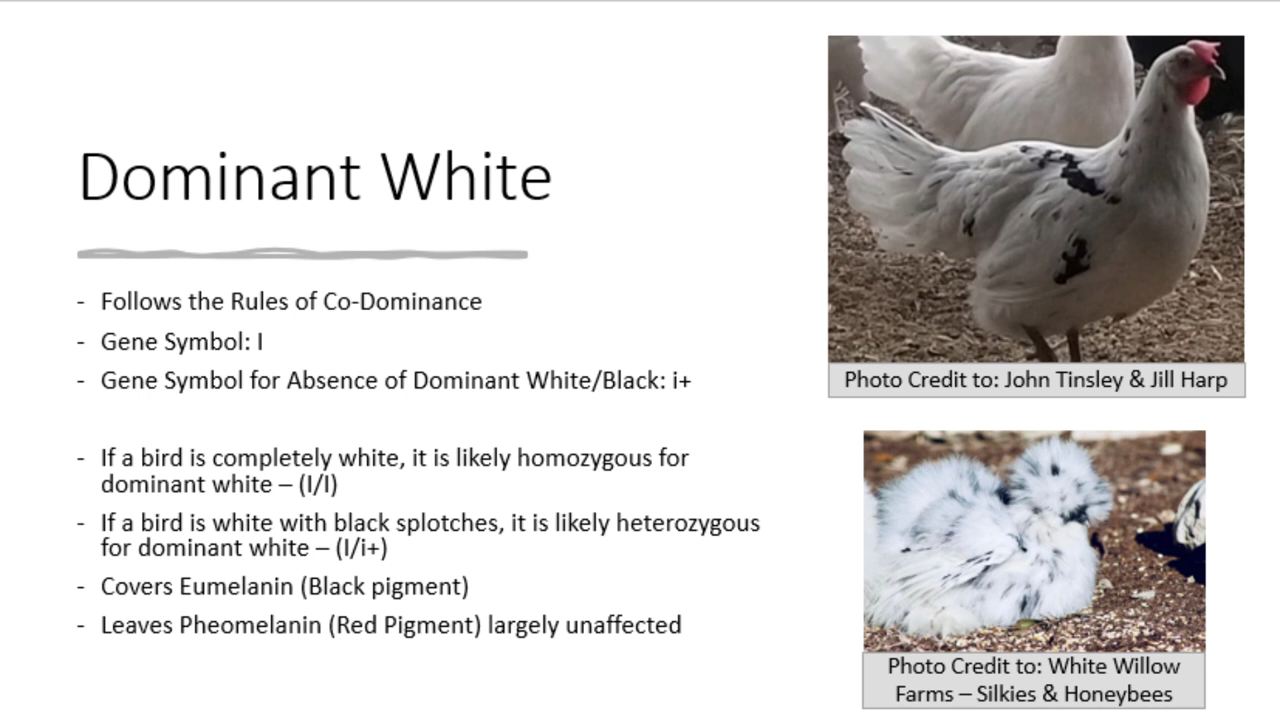 Dominant White
- Follows the Rules of Co-Dominance
- Gene Symbol: I
- Gene Symbol for Absence of Dominant White/Black: i+
- If a bird is completely white, it is likely homozygous for
dominant white – (I/I)
- If a bird is white with black splotches, it is likely heterozygous
for dominant white – (I/i+)
- Covers Eumelanin (Black pigment)
- Leaves Pheomelanin (Red Pigment) largely unaffected
Photo Credit to: John Tinsley & Jill Harp
Photo Credit to: White Willow
Farms – Silkies & Honeybees